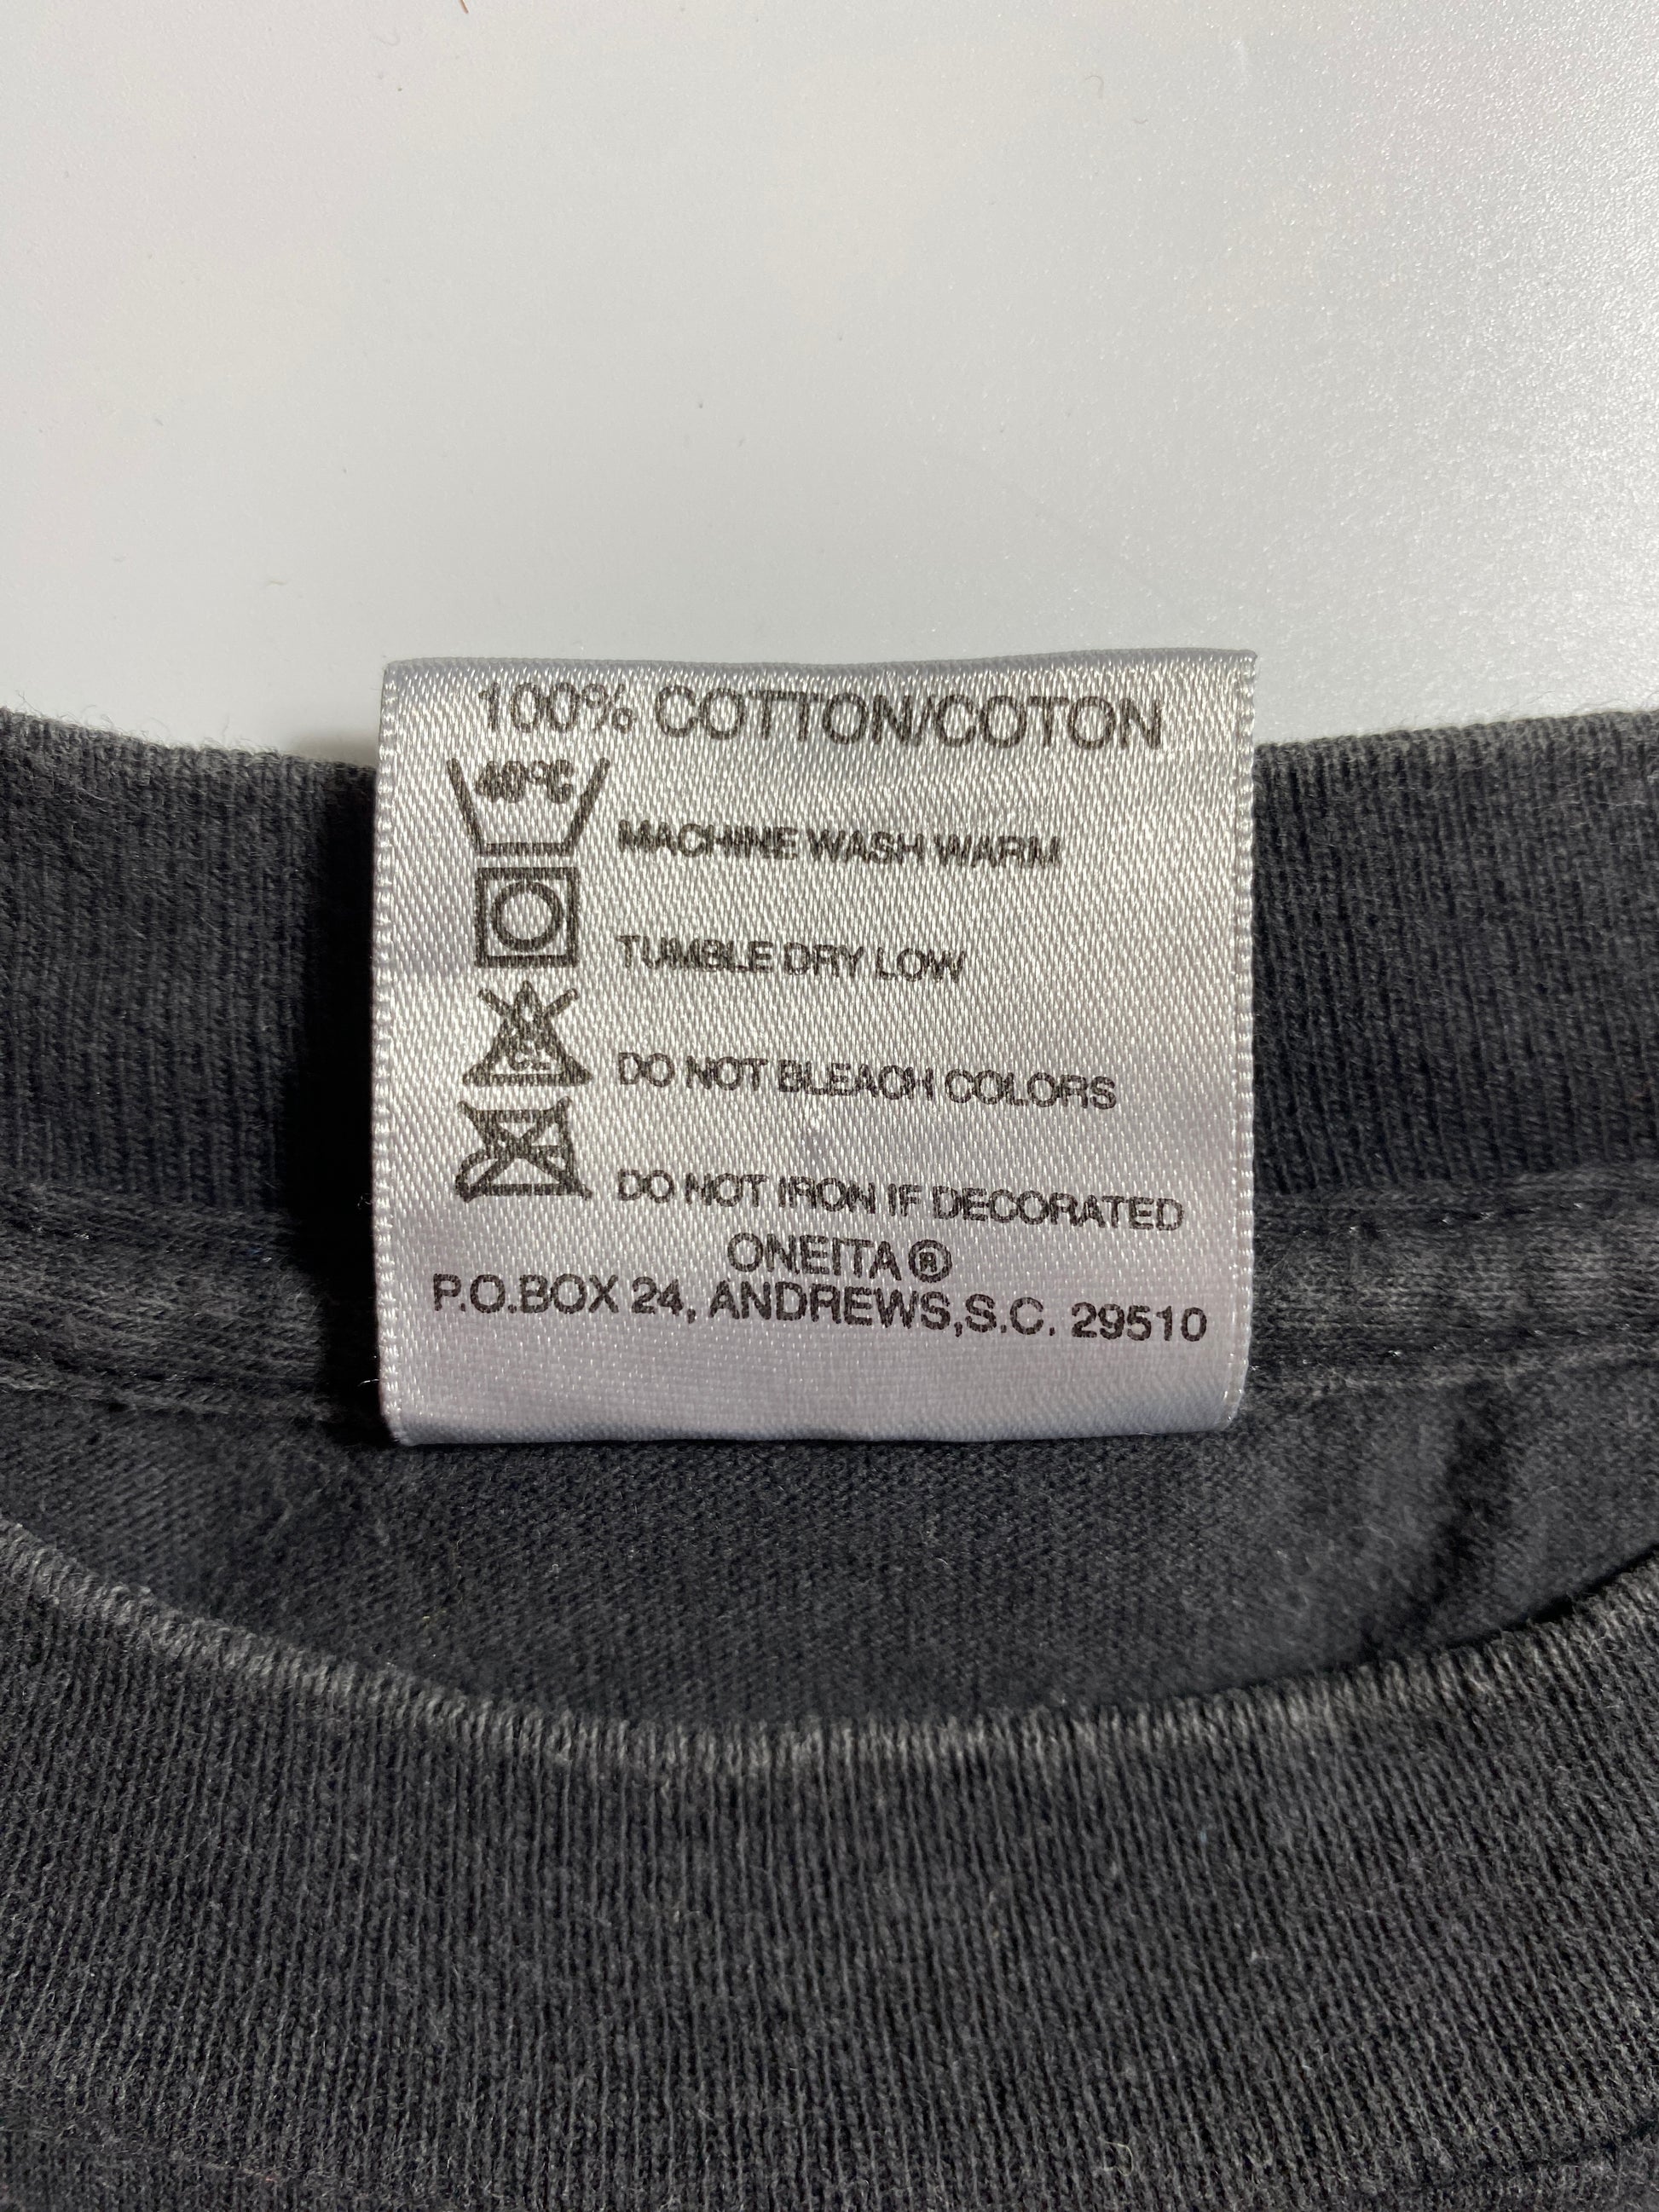 100% COTTON/COTON
40°C
MACHINE WASH WARM
TUMBLE DRY LOW
DO NOT BLEACH COLORS
DO NOT IRON IF DECORATED
ONEITA®
P.O.BOX 24, ANDREWS,S.C. 29510